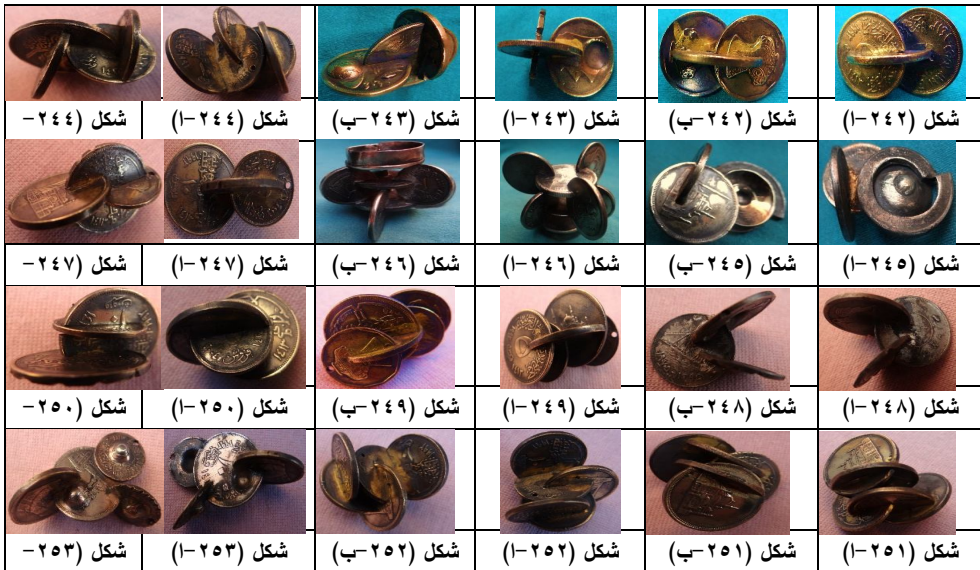 شكل (٢٤٢-ا) شكل (٢٤٢-ب) شكل (٢٤٣-ا) شكل (٢٤٣-ب) شكل (٢٤٤-ا) شكل (٢٤٤-
شكل (٢٤٥-ا) شكل (٢٤٥-ب) شكل (٢٤٦-ا) شكل (٢٤٦-ب) شكل (٢٤٧-ا) شكل (٢٤٧-
شكل (٢٤٨-ا) شكل (٢٤٨-ب) شكل (٢٤٩-ا) شكل (٢٤٩-ب) شكل (٢٥٠-ا) شكل (٢٥٠-
شكل (٢٥١-ا) شكل (٢٥١-ب) شكل (٢٥٢-ا) شكل (٢٥٢-ب) شكل (٢٥٣-ا) شكل (٢٥٣-